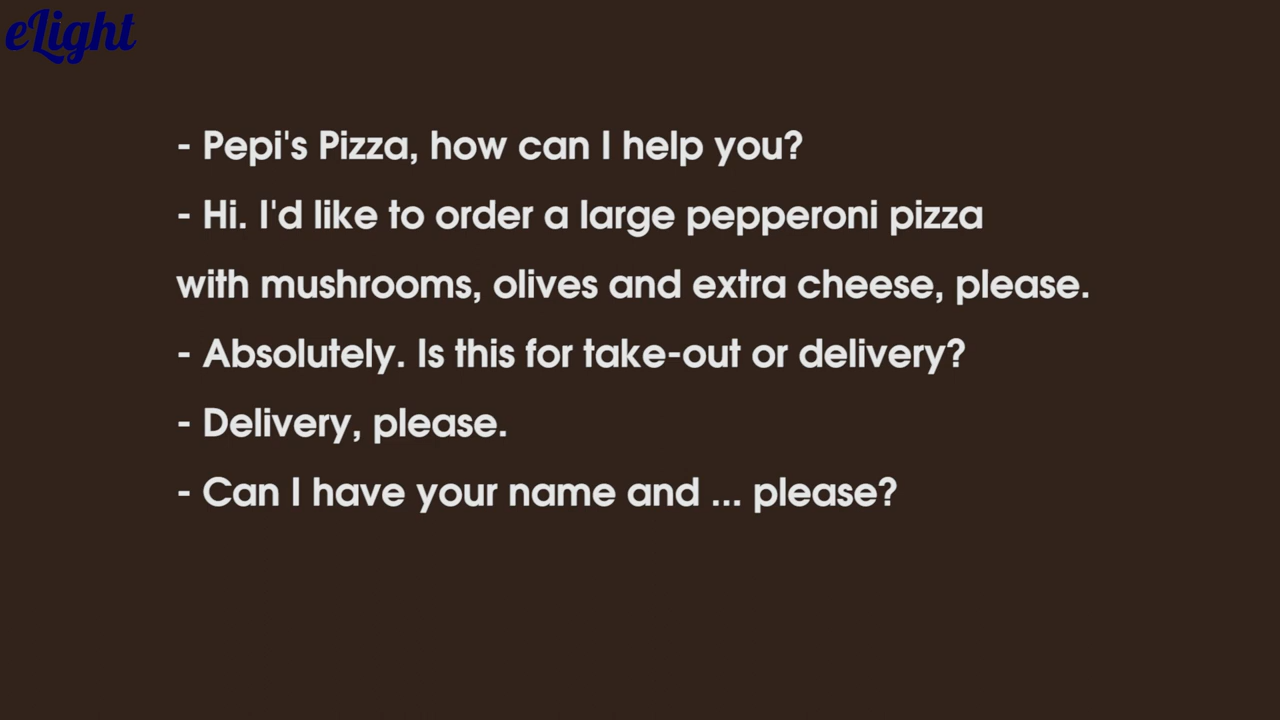 eLight
- Pepi's Pizza, how can I help you?
- Hi. I'd like to order a large pepperoni pizza
with mushrooms, olives and extra cheese, please.
- Absolutely. Is this for take-out or delivery?
- Delivery, please.
- Can I have your name and ... please?